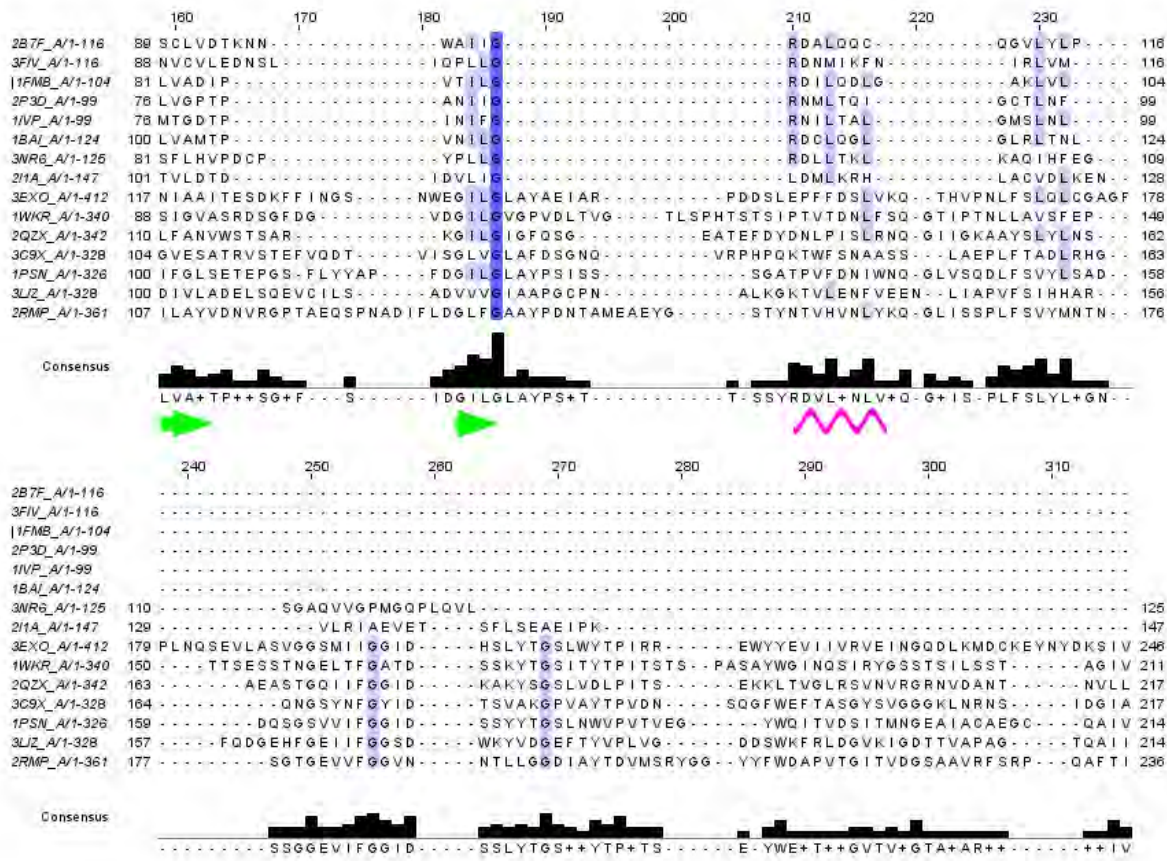 160 170 180 190 200 210 220 230
2B7F_A/1-116 89 SCLVDTKNN--------------WAIIG-----------------------RDALQQC----------QGVLYLP---- 116
3FIV_A/1-116 88 NVCVLEDNSL------------IQPLLG-----------------------RDNMIKFN----------IRLVM----- 116
|1FMB_A/1-104 81 LVADIP-----------------VTILG-----------------------RDILQDLG---------AKLVL------ 104
2P3D_A/1-99 76 LVGPTP-----------------ANIIG-----------------------RNMLTQI----------GCTLNF----- 99
1IVP_A/1-99 76 MTGDTP-----------------INIFG-----------------------RNILTAL----------GMSLNL----- 99
1BAI_A/1-124 100 LVAMTP-----------------VNILG-----------------------RDCLQGL----------GLRLTNL---- 124
3NR6_A/1-125 81 SFLHVPDCP--------------YPLLG-----------------------RDLLTKL----------KAQIHFEG--- 109
2I1A_A/1-147 101 TVLDTD-----------------IDVLIG----------------------LDMLKRH----------LACVDLKEN-- 128
3EXO_A/1-412 117 NIAAITESDKFFINGS-----NWEGILGLAYAEIAR------------PDDSLEPFFDSLVKQ--THVPNLFSLQLCGAGF 178
1WKR_A/1-340 88 SIGVASRDSGFDG---------VDGILGVGPVDLTVG-------TLSPHTSTSIPTVTDNLFSQ-GTIPTNLLAVSFEP-- 149
2QZX_A/1-342 110 LFANVWSTSAR-----------KGILGIGFQSG----------EATEFDYDNLPISLRNQG-IIGKAAYSLYLNS--- 162
3C9X_A/1-328 104 GVESATRVSTEFVQDT------VISGLVGLAFDSGNQ-----------VRPHPQKTWFSNAASS---LAEPLFTADLRHG-- 163
1PSN_A/1-326 100 IFGLSETEPGS-FLYYAP----FDGILGLAYPSISS------------SGATPVFDNIWNQ-GLVSQDLFSVYLSAD-- 158
3LIZ_A/1-328 100 DIVLADELSQEVCILS------ADVVVGIAAPGCPN-----------ALKGKTVLENFVEEN--LIAPVFSIHHAR--- 156
2RMP_A/1-361 107 ILAYVDNVRGPTAEQSPNADIFLDGLFGAAYPDNTAMEAEYG------STYNTVHVNLYKQ-GLISSPLFSVYMNTN-- 176
Consensus
LVA+TP++SG+F---S------IDGILGLAYPS+T-----------T-SSYRDVL+NLV+Q-G+IS-PLFSLYL+GN--
240 250 260 270 280 290 300 310
2B7F_A/1-116 -------------------------------------------------------------------------------
3FIV_A/1-116 -------------------------------------------------------------------------------
|1FMB_A/1-104 -------------------------------------------------------------------------------
2P3D_A/1-99 -------------------------------------------------------------------------------
1IVP_A/1-99 -------------------------------------------------------------------------------
1BAI_A/1-124 -------------------------------------------------------------------------------
3NR6_A/1-125 110 ----------SGAQVVGPMGQPLQVL----------------------------------------------------- 125
2I1A_A/1-147 129 -------------VLRIAEVET-----SFLSEAEIPK------------------------------------------- 147
3EXO_A/1-412 179 PLNQSEVLASVGGSMIIGGID-----HSLYTGSLWYTPIRR------EWYYEVIIVRVEINGQDLKMDCKEYNYDKSIV 246
1WKR_A/1-340 150 ----TTSESSTNGELTFGATD-----SSKYTGSITYTPITSTS--PASAYWGINQSIRYGSSTSILSST-----AGIV 211
2QZX_A/1-342 163 -------AEASTGQIIFGGID-----KAKYSGSLVDLPITS------EKKLTVGLRSVNVRGRNVDANT------NVLL 217
3C9X_A/1-328 164 ----------QNGSYNFGYID-----TSVAKGPVAYTPVDN-----SQGFWEFTASGYSVGGGKLNRNS------IDGIA 217
1PSN_A/1-326 159 --------DQSGSVVIFGGID-----SSYYTGSLNWVPVTVEG------YWQITVDSITMNGEAIACAEGC----QAIV 214
3LIZ_A/1-328 157 -----FQDGEHFGEIIFGGSD-----WKYVDGEFTYVPLVG------DDSWKFRLDGVKIGDTTVAPAG-----TQAII 214
2RMP_A/1-361 177 ---------SGTGEVVFGGVN-----NTLLGGDIAYTDVMSRYGG--YYFWDAPVTGITVDGSAAVRFSRP---QAFTI 236
Consensus
---------SSGGEVIFGGID-----SSLYTGS++YTP+TS------E-YWE+T++GVTV+GTA+AR++------++IV